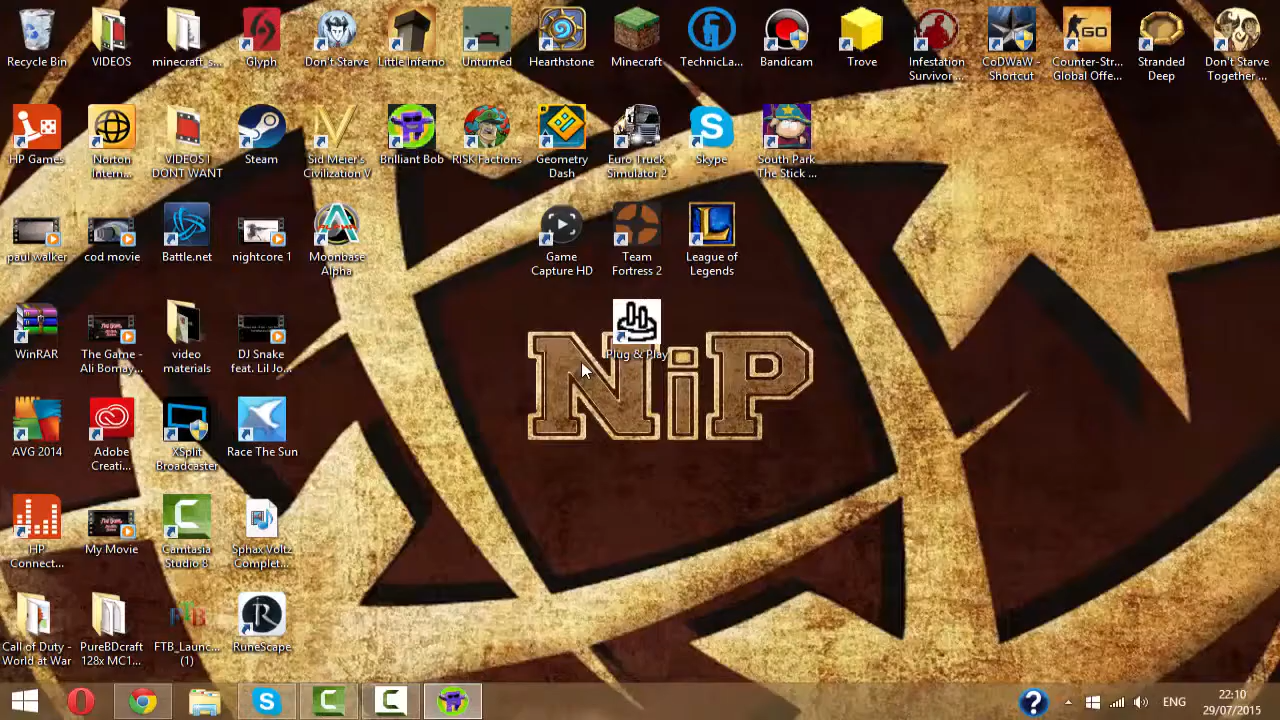 Recycle Bin
VIDEOS
minecraft_s...
Glyph
Don't Starve
Little Inferno
Unturned
Hearthstone
Minecraft
TechnicLa...
Bandicam
Trove
Infestation
Survivor ...
CoDWaW -
Shortcut
Counter-Str...
Global Offe...
Stranded
Deep
Don't Starve
Together ...
HP Games
Norton
Intern...
VIDEOS I
DONT WANT
Steam
Sid Meier's
Civilization V
Brilliant Bob
RISK Factions
Geometry
Dash
Euro Truck
Simulator 2
Skype
South Park
The Stick ...
paul walker
cod movie
Battle.net
nightcore 1
Moonbase
Alpha
Game
Capture HD
Team
Fortress 2
League of
Legends
WinRAR
The Game -
Ali Bomay...
video
materials
DJ Snake
feat. Lil Jo...
Plug & Play
NiP
AVG 2014
Adobe
Creati...
XSplit
Broadcaster
Race The Sun
HP
Connect...
My Movie
Camtasia
Studio 8
Sphax Voltz
Complet...
Call of Duty -
World at War
PureBDcraft
128x MC1...
FTB_Launc...
(1)
RuneScape
ENG
22:10
29/07/2015